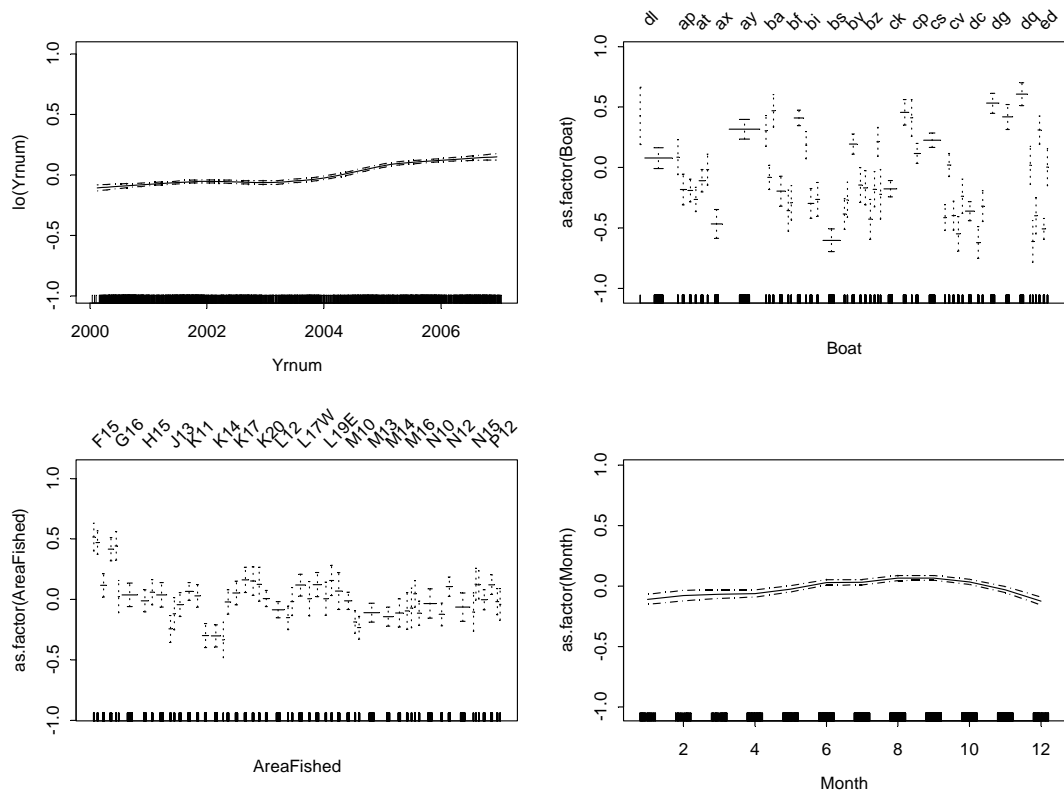 dl ap at ax ay ba bf bi bs by bz ck cp cs cv dc dg dq ed
1.0
0.5
0.0
-0.5
-1.0
lo(Yrnum)
2000 2002 2004 2006
Yrnum
1.0
0.5
0.0
-0.5
-1.0
as.factor(Boat)
Boat
F15 G16 H15 J13 K11 K14 K17 K20 L12 L17W L19E M10 M13 M14 M16 N10 N12 N15 P12
1.0
0.5
0.0
-0.5
-1.0
as.factor(AreaFished)
AreaFished
1.0
0.5
0.0
-0.5
-1.0
as.factor(Month)
2 4 6 8 10 12
Month